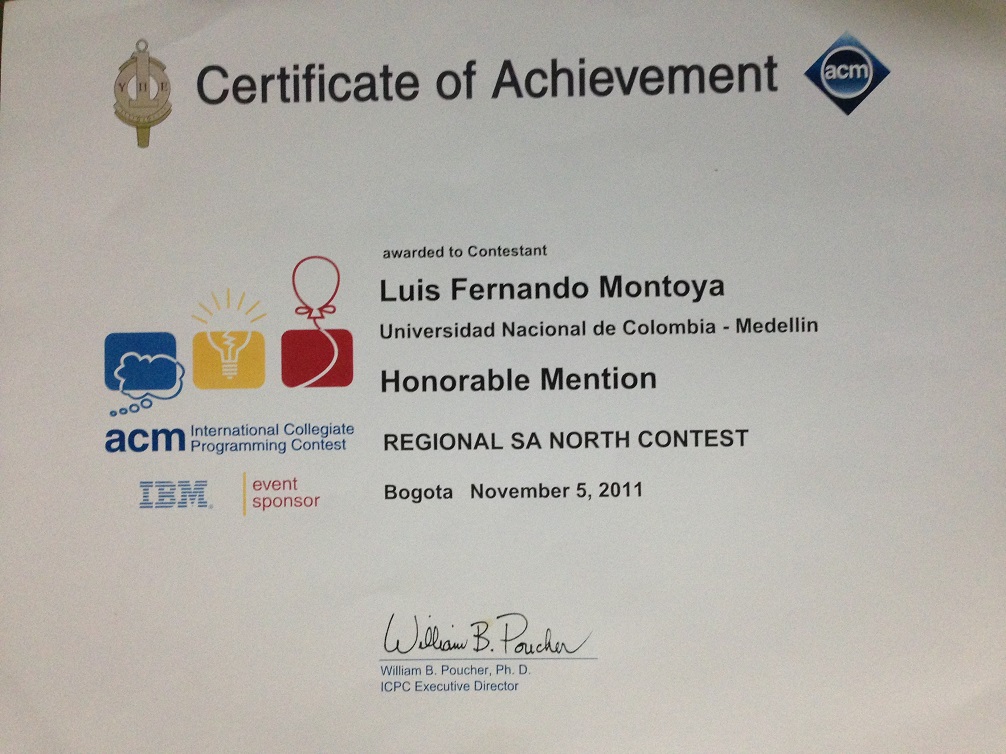 Certificate of Achievement
acm
awarded to Contestant
Luis Fernando Montoya
Universidad Nacional de Colombia - Medellin
Honorable Mention
REGIONAL SA NORTH CONTEST
Bogota November 5, 2011
acm International Collegiate
Programming Contest
IBM. event
sponsor
William B. Poucher
William B. Poucher, Ph. D.
ICPC Executive Director